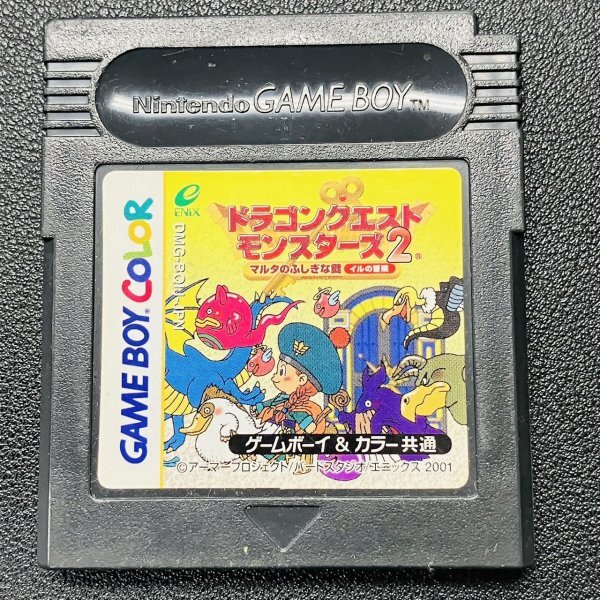 Nintendo GAME BOY™
ENIX
ドラゴンクエスト
モンスターズ2®
マルタのふしぎな鍵 イルの冒険
GAME BOY COLOR
ゲームボーイ & カラー共通
©アーマープロジェクト/バードスタジオ/エニックス 2001